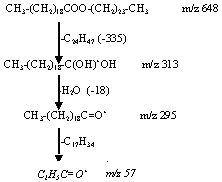 CH₃-(CH₂)₁₈COO-(CH₂)₂₃-CH₃ m/z 648
-C₂₄H₄₇ (-335)
CH₃-(CH₂)₁₈-C(OH)⁺OH m/z 313
-H₂O (-18)
CH₃-(CH₂)₁₈C=O⁺ m/z 295
-C₁₇H₃₄
C₂H₅C= O⁺ m/z 57